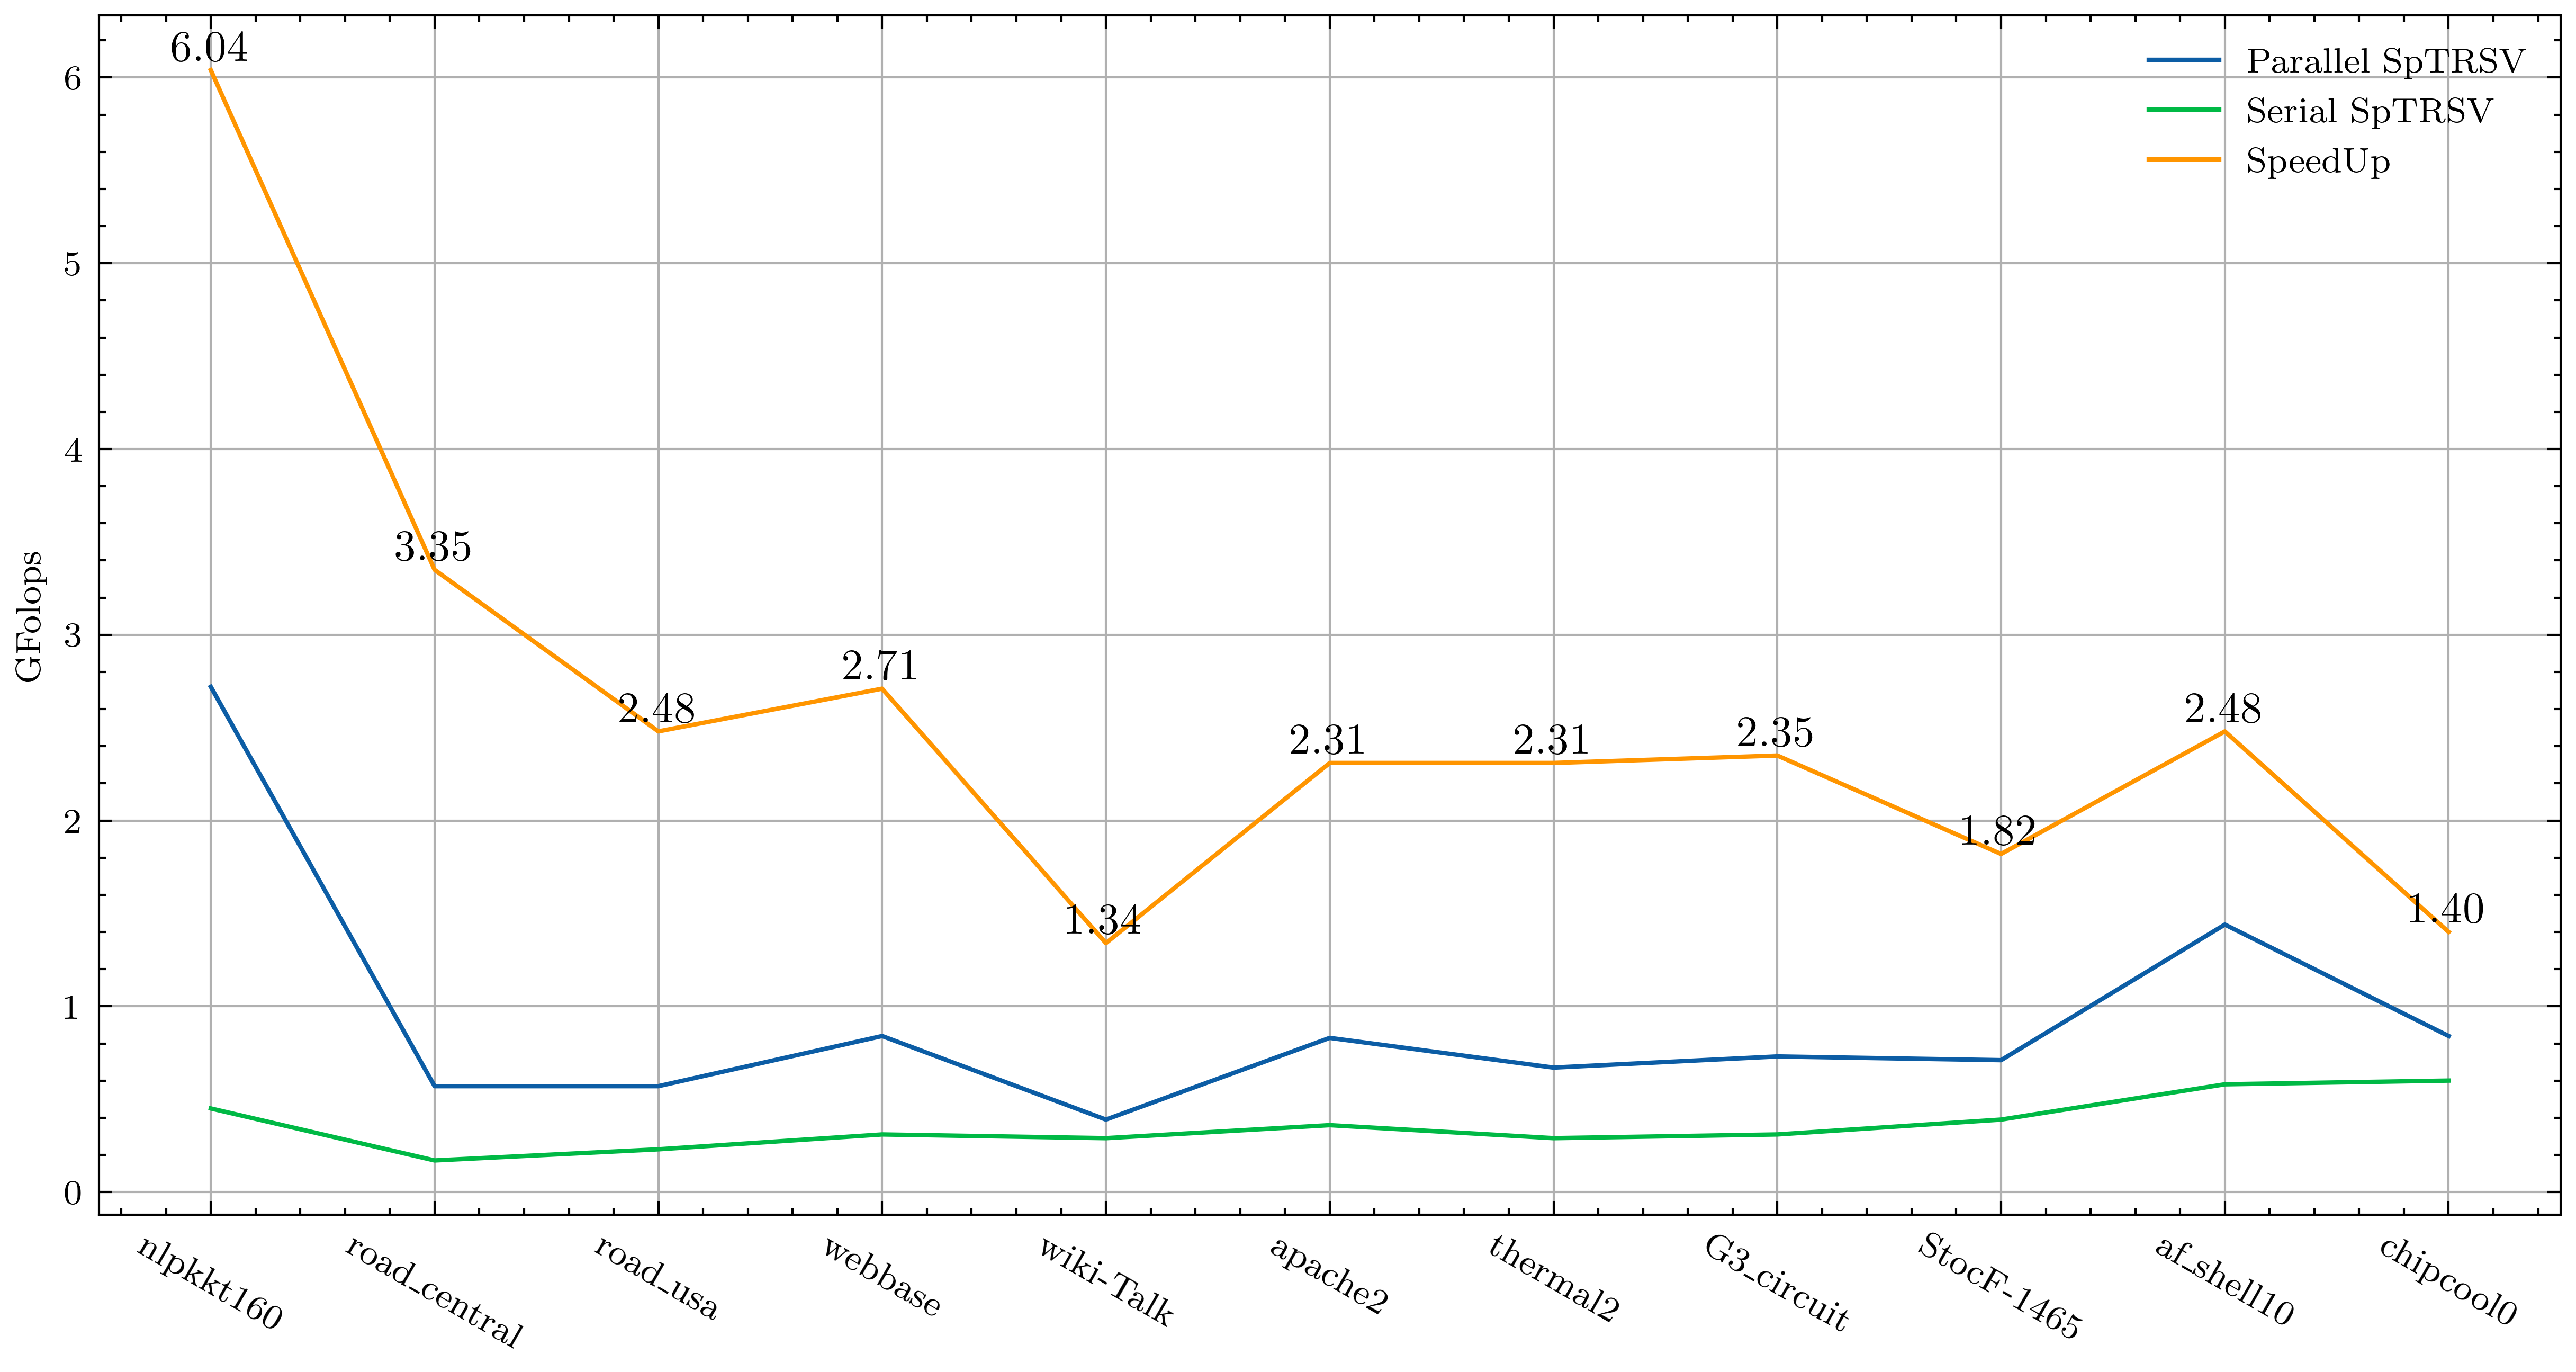 6.04
3.35
2.48
2.71
1.34
2.31
2.31
2.35
1.82
2.48
1.40
Parallel SpTRSV
Serial SpTRSV
SpeedUp
GFolops
6
5
4
3
2
1
0
nlpkkt160
road_central
road_usa
webbase
wiki-Talk
apache2
thermal2
G3_circuit
StocF-1465
af_shell10
chipcool0